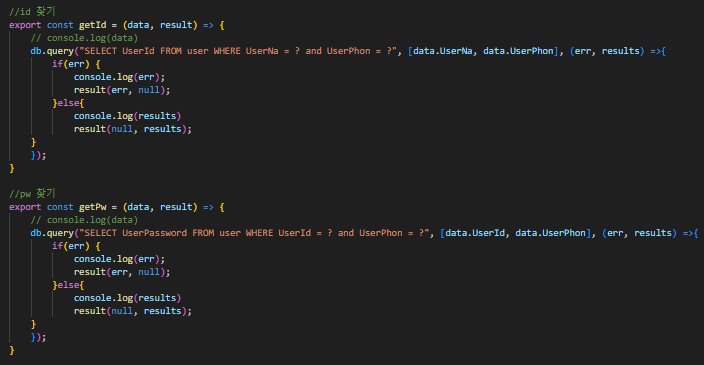 //id 찾기
export const getId = (data, result) => {
    // console.log(data)
    db.query("SELECT UserId FROM user WHERE UserNa = ? and UserPhon = ?", [data.UserNa, data.UserPhon], (err, results) =>{
        if(err) {
            console.log(err);
            result(err, null);
        }else{
            console.log(results)
            result(null, results);
    }
    });
}
//pw 찾기
export const getPw = (data, result) => {
    // console.log(data)
    db.query("SELECT UserPassword FROM user WHERE UserId = ? and UserPhon = ?", [data.UserId, data.UserPhon], (err, results) =>{
        if(err) {
            console.log(err);
            result(err, null);
        }else{
            console.log(results)
            result(null, results);
    }
    });
}